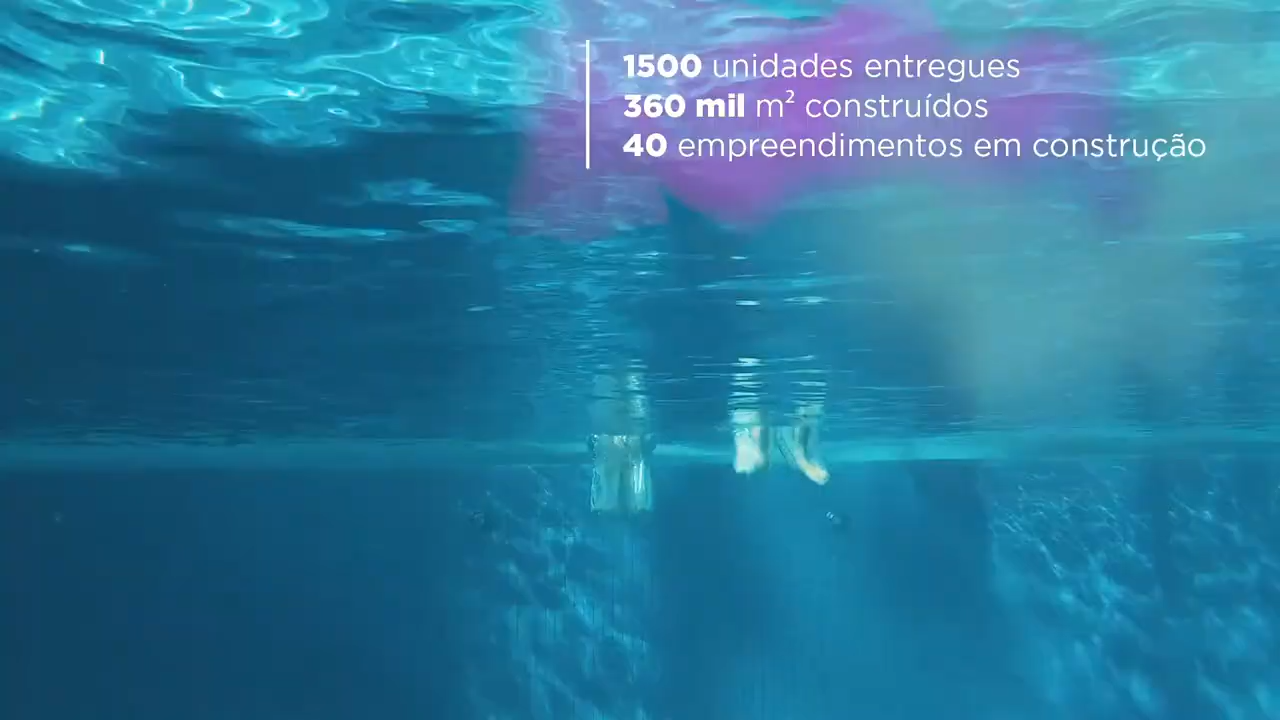 1500 unidades entregues
360 mil m² construídos
40 empreendimentos em construção